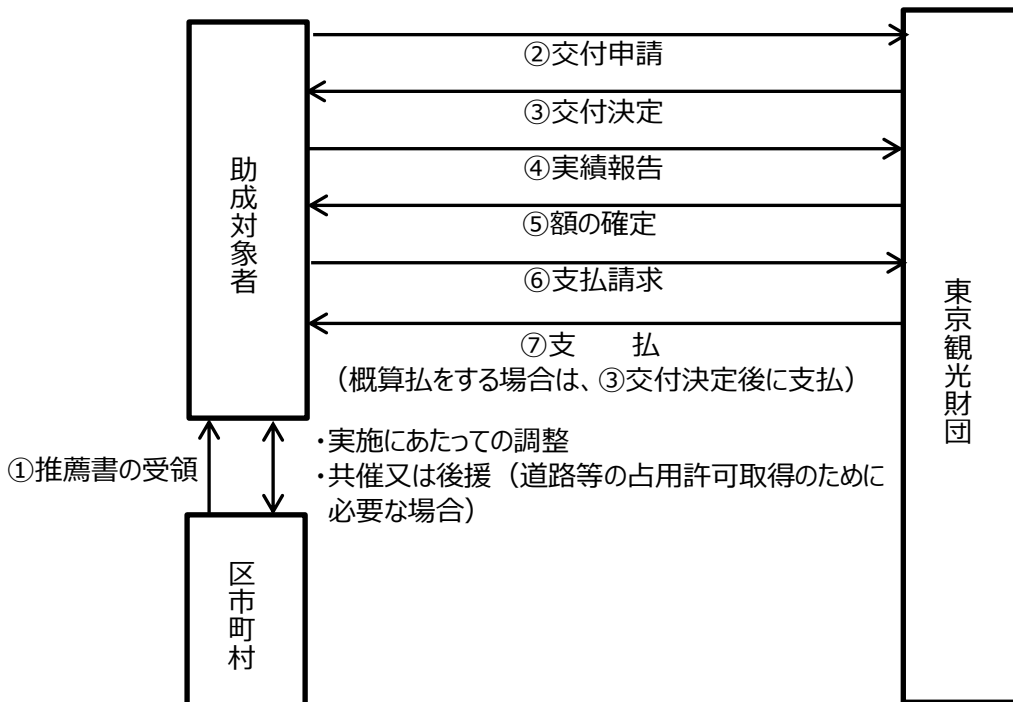 ②交付申請
③交付決定
④実績報告
⑤額の確定
⑥支払請求
⑦支　　払
（概算払をする場合は、③交付決定後に支払）
助成対象者
東京観光財団
①推薦書の受領
・実施にあたっての調整
・共催又は後援（道路等の占用許可取得のために
必要な場合）
区市町村